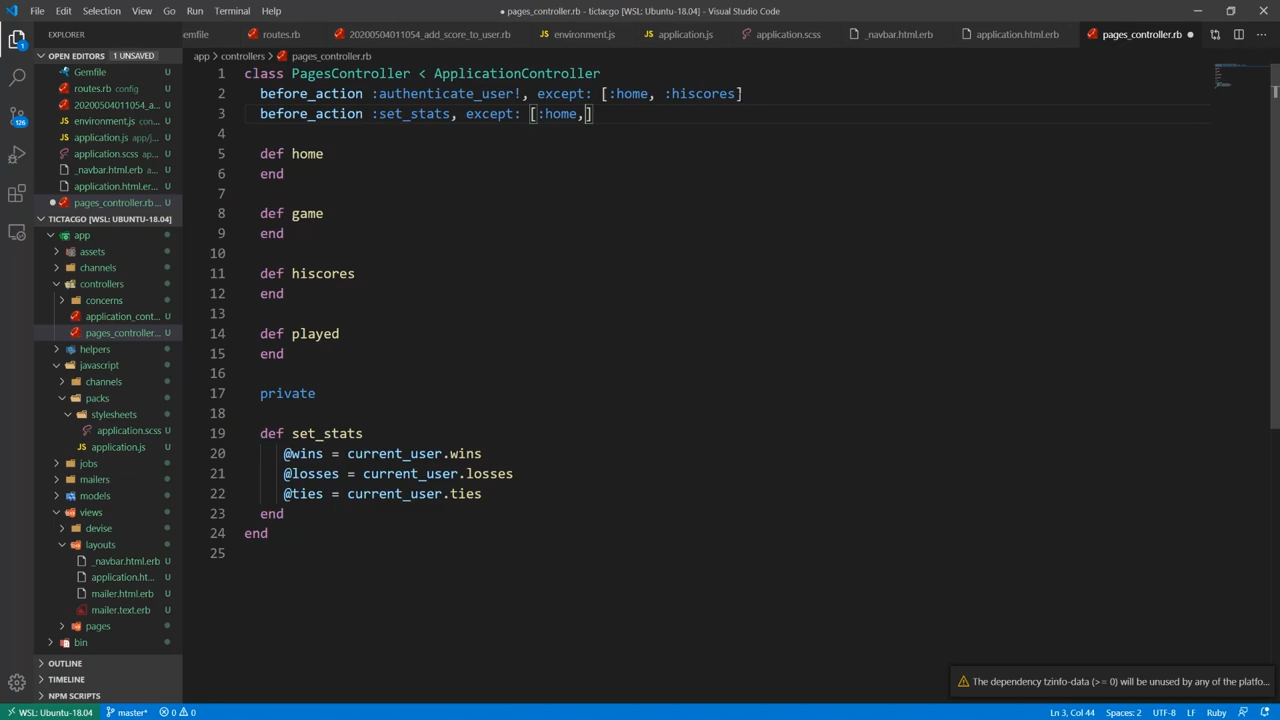 File Edit Selection View Go Run Terminal Help
● pages_controller.rb - tictacgo [WSL: Ubuntu-18.04] - Visual Studio Code
EXPLORER
emfile
routes.rb
20200504011054_add_score_to_user.rb
environment.js
application.js
application.scss
_navbar.html.erb
application.html.erb
pages_controller.rb ●
OPEN EDITORS 1 UNSAVED
Gemfile
routes.rb config
20200504011054_a...
environment.js con...
application.js app/j...
application.scss ap...
_navbar.html.erb a...
application.html.er...
pages_controller.rb ...
TICTACGO [WSL: UBUNTU-18.04]
app
assets
channels
controllers
concerns
application_cont... U
pages_controller... U
helpers
javascript
channels
packs
stylesheets
application.scss U
application.js U
jobs
mailers
models
views
devise
layouts
_navbar.html.erb U
application.ht... U
mailer.html.erb U
mailer.text.erb U
pages
bin
OUTLINE
TIMELINE
NPM SCRIPTS
app > controllers > pages_controller.rb
1 class PagesController < ApplicationController
2 before_action :authenticate_user!, except: [:home, :hiscores]
3 before_action :set_stats, except: [:home,]
4
5 def home
6 end
7
8 def game
9 end
10
11 def hiscores
12 end
13
14 def played
15 end
16
17 private
18
19 def set_stats
20 @wins = current_user.wins
21 @losses = current_user.losses
22 @ties = current_user.ties
23 end
24 end
25
The dependency tzinfo-data (>= 0) will be unused by any of the platfo...
WSL: Ubuntu-18.04 master* 0 0 Ln 3, Col 44 Spaces: 2 UTF-8 LF Ruby